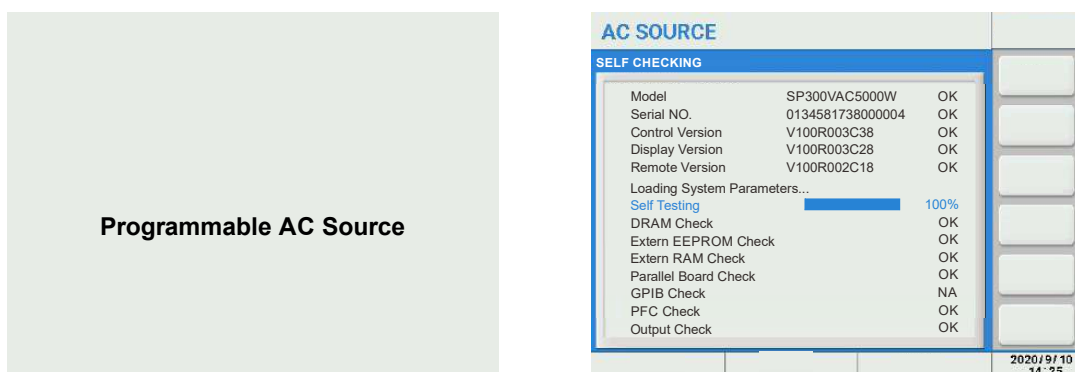 Programmable AC Source
AC SOURCE
SELF CHECKING
Model SP300VAC5000W OK
Serial NO. 0134581738000004 OK
Control Version V100R003C38 OK
Display Version V100R003C28 OK
Remote Version V100R002C18 OK
Loading System Parameters...
Self Testing 100%
DRAM Check OK
Extern EEPROM Check OK
Extern RAM Check OK
Parallel Board Check OK
GPIB Check NA
PFC Check OK
Output Check OK
2020/9/10
14:25